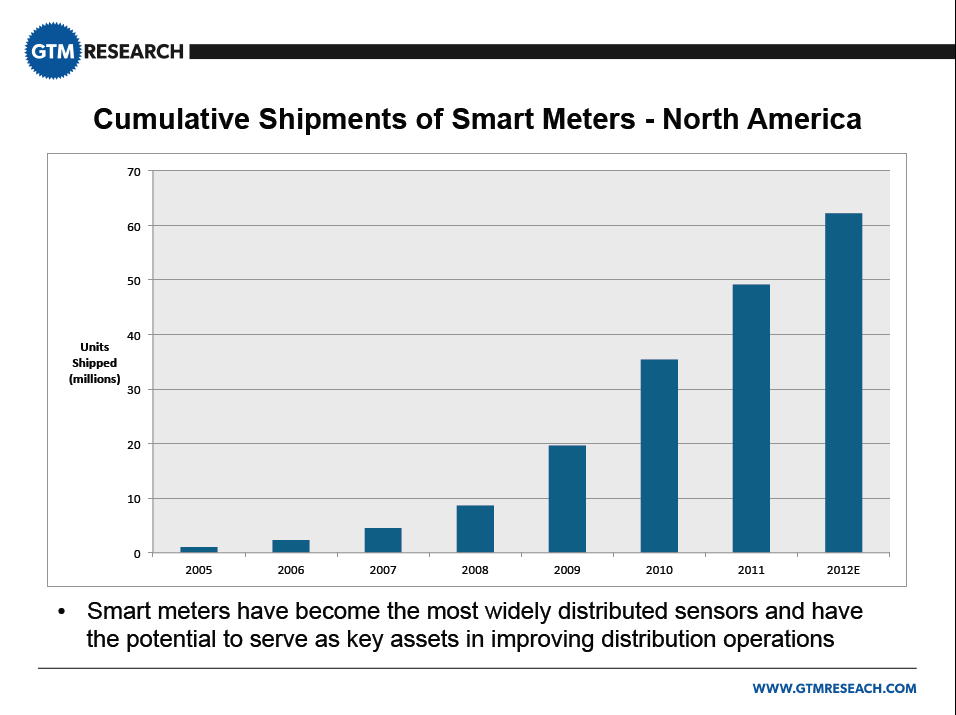 GTM RESEARCH
Cumulative Shipments of Smart Meters - North America
70
60
50
40
30
20
10
0
Units
Shipped
(millions)
2005 2006 2007 2008 2009 2010 2011 2012E
• Smart meters have become the most widely distributed sensors and have
the potential to serve as key assets in improving distribution operations
WWW.GTMRESEACH.COM